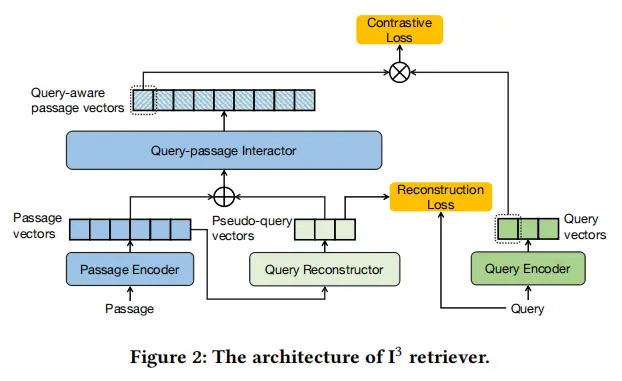 Contrastive
Loss
Query-aware
passage vectors
Query-passage Interactor
Passage
vectors
Pseudo-query
vectors
Reconstruction
Loss
Query
vectors
Passage Encoder
Query Reconstructor
Query Encoder
Passage
Query
Figure 2: The architecture of I³ retriever.